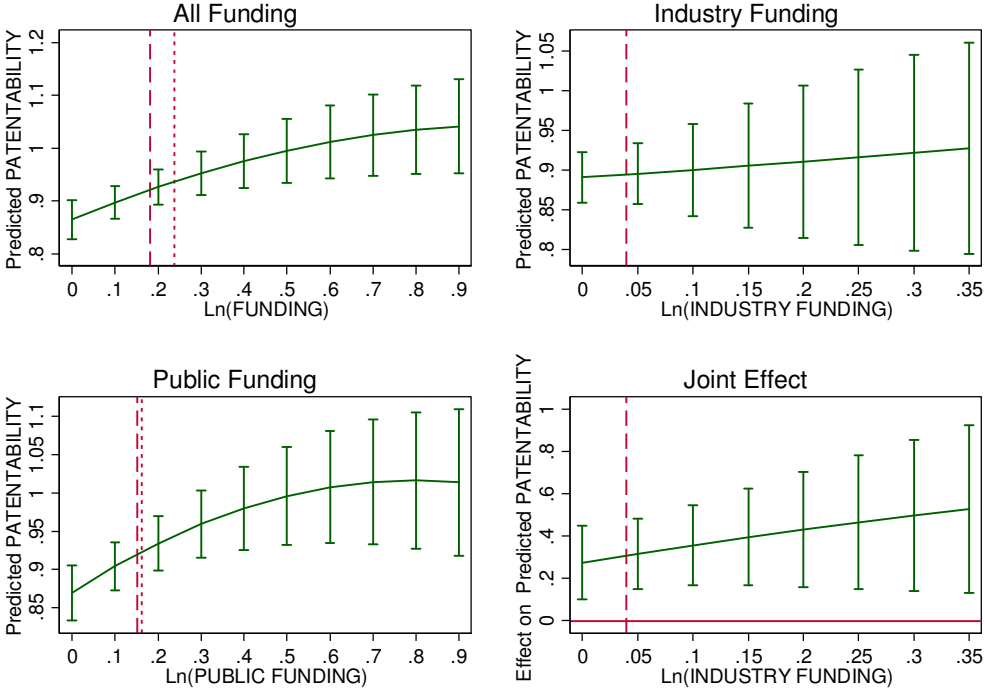 All Funding
Predicted PATENTABILITY
1.2
1.1
1
.9
.8
0 .1 .2 .3 .4 .5 .6 .7 .8 .9
Ln(FUNDING)
Industry Funding
Predicted PATENTABILITY
1.05
1
.95
.9
.85
.8
0 .05 .1 .15 .2 .25 .3 .35
Ln(INDUSTRY FUNDING)
Public Funding
Predicted PATENTABILITY
1.1
1.05
1
.95
.9
.85
0 .1 .2 .3 .4 .5 .6 .7 .8 .9
Ln(PUBLIC FUNDING)
Joint Effect
Effect on Predicted PATENTABILITY
1
.8
.6
.4
.2
0
0 .05 .1 .15 .2 .25 .3 .35
Ln(INDUSTRY FUNDING)